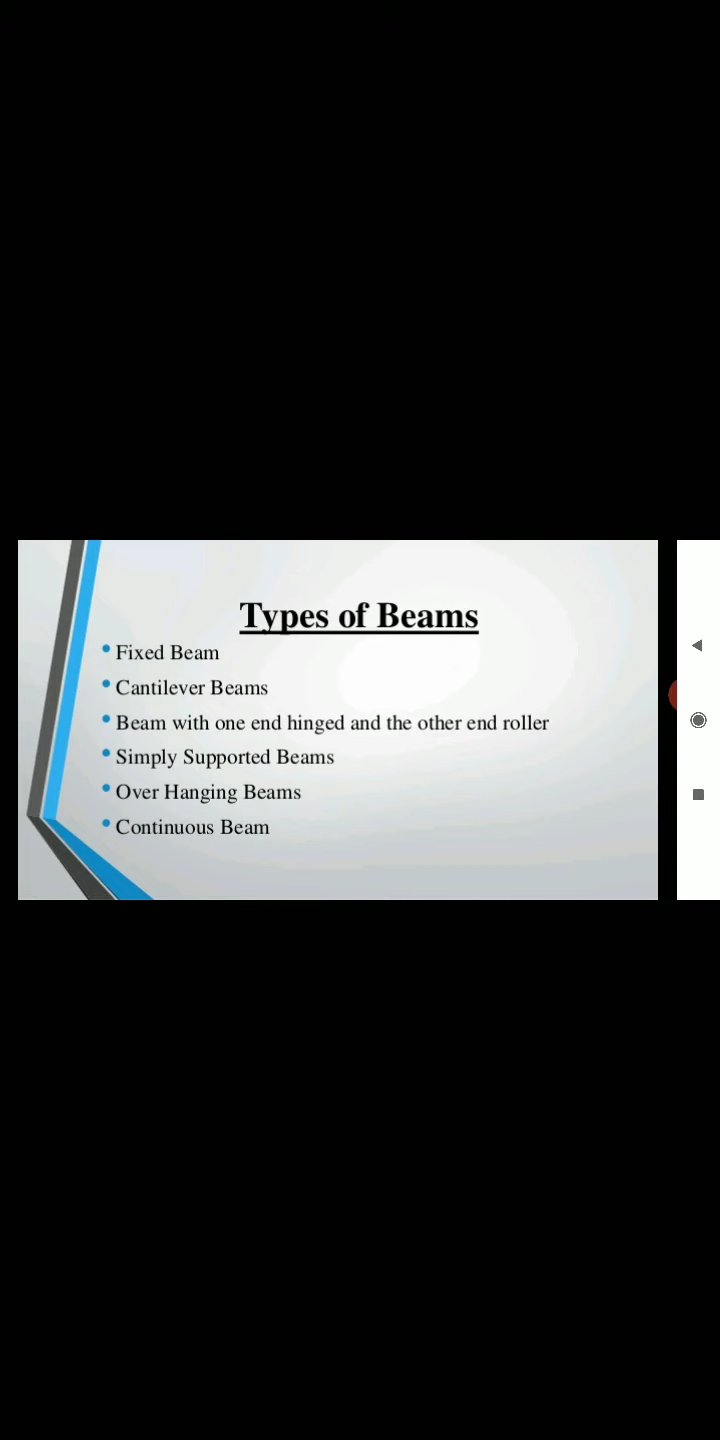 Types of Beams
Fixed Beam
Cantilever Beams
Beam with one end hinged and the other end roller
Simply Supported Beams
Over Hanging Beams
Continuous Beam